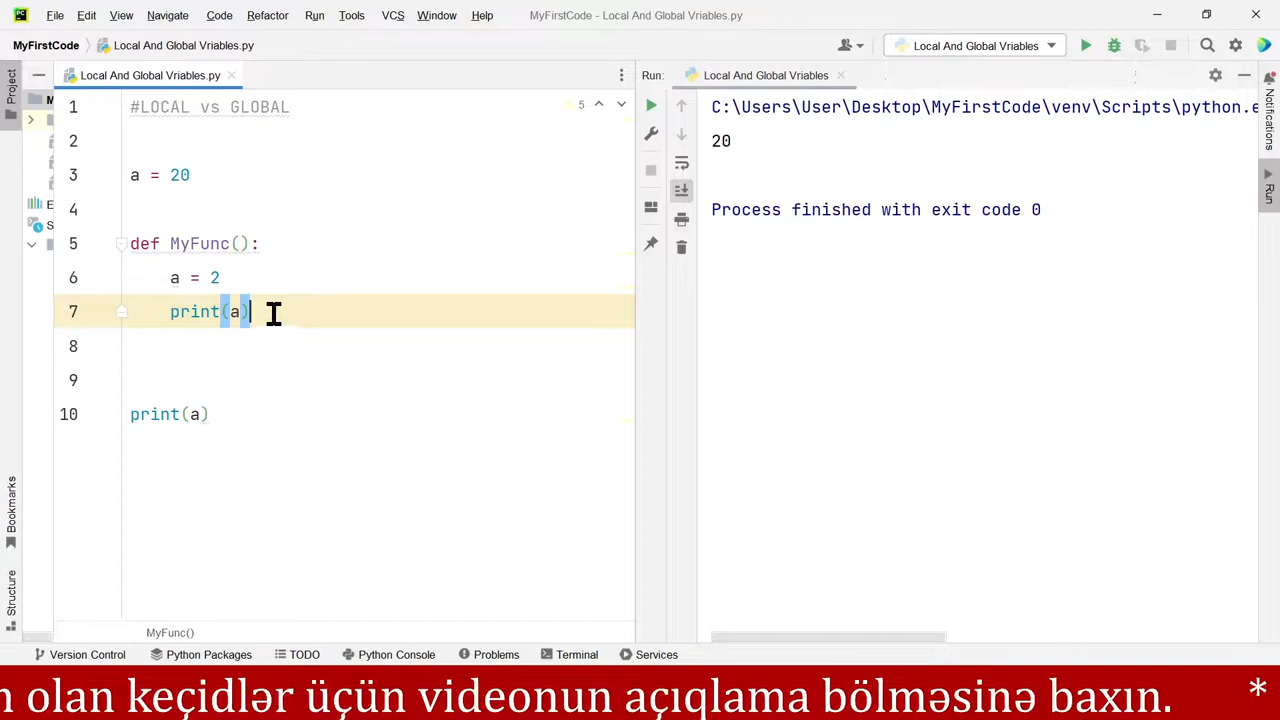 File Edit View Navigate Code Refactor Run Tools VCS Window Help MyFirstCode - Local And Global Vriables.py
MyFirstCode Local And Global Vriables.py Local And Global Vriables
Project Local And Global Vriables.py Run: Local And Global Vriables
1 #LOCAL vs GLOBAL 5
2
3 a = 20
4
5 def MyFunc():
6 a = 2
7 print(a)
8
9
10 print(a)
C:\Users\User\Desktop\MyFirstCode\venv\Scripts\python.e
20
Process finished with exit code 0
Notifications
Run
Bookmarks
Structure
MyFunc()
Version Control Python Packages TODO Python Console Problems Terminal Services
olan keçidlər üçün videonun açıqlama bölməsinə baxın. *